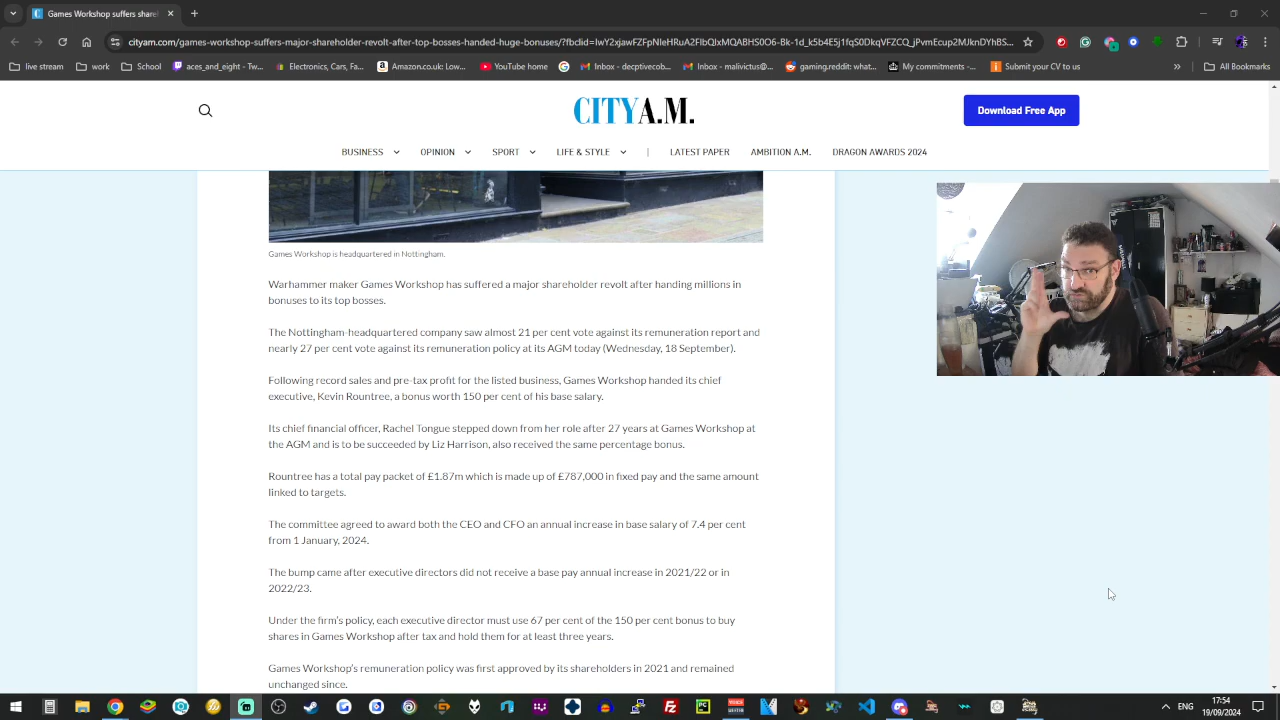 Games Workshop suffers share
cityam.com/games-workshop-suffers-major-shareholder-revolt-after-top-bosses-handed-huge-bonuses/?fbclid=
live stream
work
School
aces_and_eight - Tw...
Electronics, Cars, Fa...
Amazon.co.uk: Low...
YouTube home
Inbox - decptivecob...
Inbox - malivictus@...
gaming.reddit: what...
My commitments -...
Submit your CV to us
»
All Bookmarks
CITYA.M.
Download Free App
BUSINESS
OPINION
SPORT
LIFE & STYLE
|
LATEST PAPER
AMBITION A.M.
DRAGON AWARDS 2024
Games Workshop is headquartered in Nottingham.
Warhammer maker Games Workshop has suffered a major shareholder revolt after handing millions in
bonuses to its top bosses.
The Nottingham-headquartered company saw almost 21 per cent vote against its remuneration report and
nearly 27 per cent vote against its remuneration policy at its AGM today (Wednesday, 18 September).
Following record sales and pre-tax profit for the listed business, Games Workshop handed its chief
executive, Kevin Rountree, a bonus worth 150 per cent of his base salary.
Its chief financial officer, Rachel Tongue stepped down from her role after 27 years at Games Workshop at
the AGM and is to be succeeded by Liz Harrison, also received the same percentage bonus.
Rountree has a total pay packet of £1.87m which is made up of £787,000 in fixed pay and the same amount
linked to targets.
The committee agreed to award both the CEO and CFO an annual increase in base salary of 7.4 per cent
from 1 January, 2024.
The bump came after executive directors did not receive a base pay annual increase in 2021/22 or in
2022/23.
Under the firm's policy, each executive director must use 67 per cent of the 150 per cent bonus to buy
shares in Games Workshop after tax and hold them for at least three years.
Games Workshop's remuneration policy was first approved by its shareholders in 2021 and remained
unchanged since.
ENG
17:54
19/09/2024